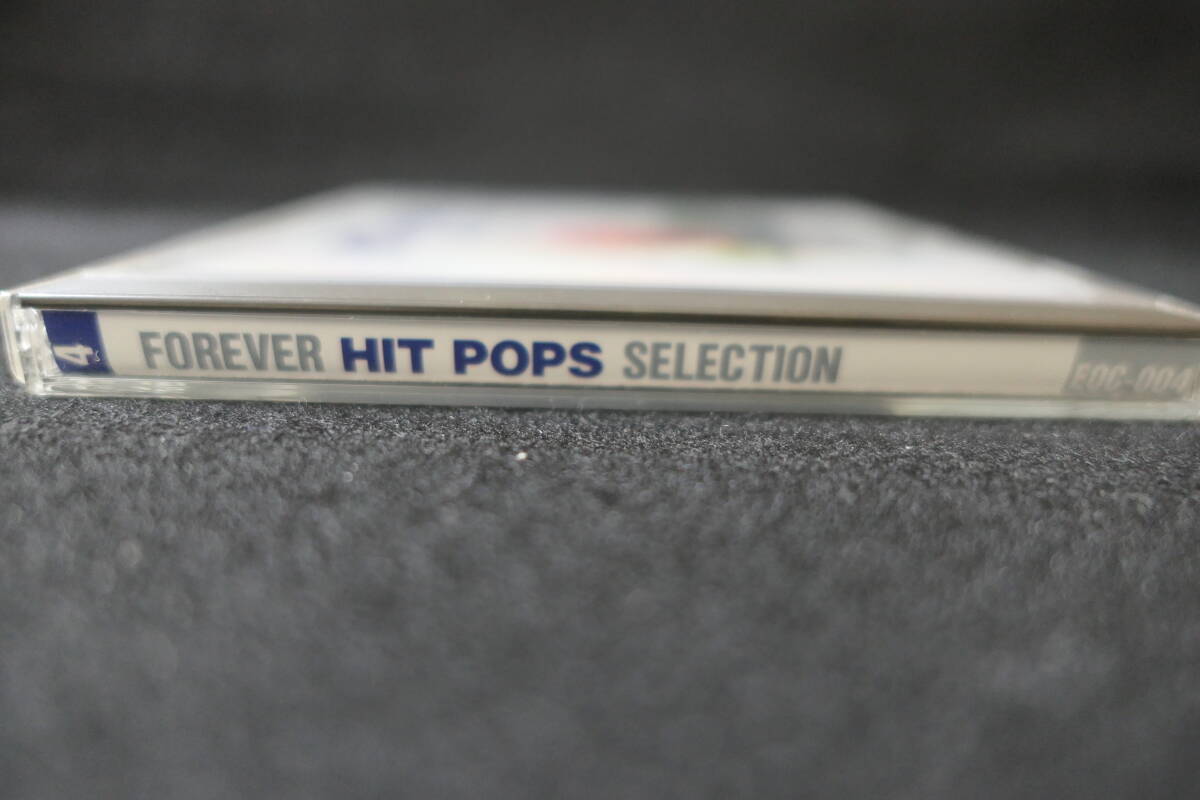 4
FOREVER HIT POPS SELECTION
EOC-004